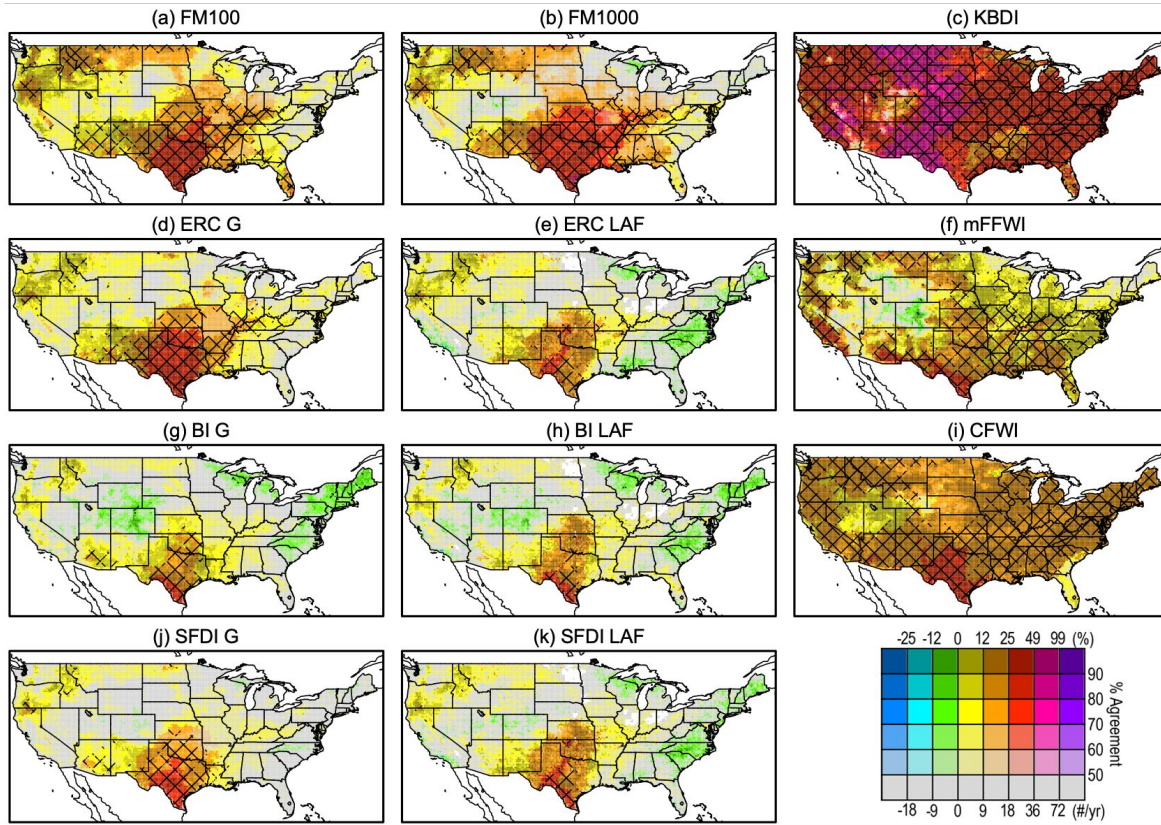 (a) FM100
(b) FM1000
(c) KBDI
(d) ERC G
(e) ERC LAF
(f) mFFWI
(g) BI G
(h) BI LAF
(i) CFWI
(j) SFDI G
(k) SFDI LAF
-25 -12 0 12 25 49 99 (%)
90
80
70
60
50
% Agreement
-18 -9 0 9 18 36 72 (#/yr)